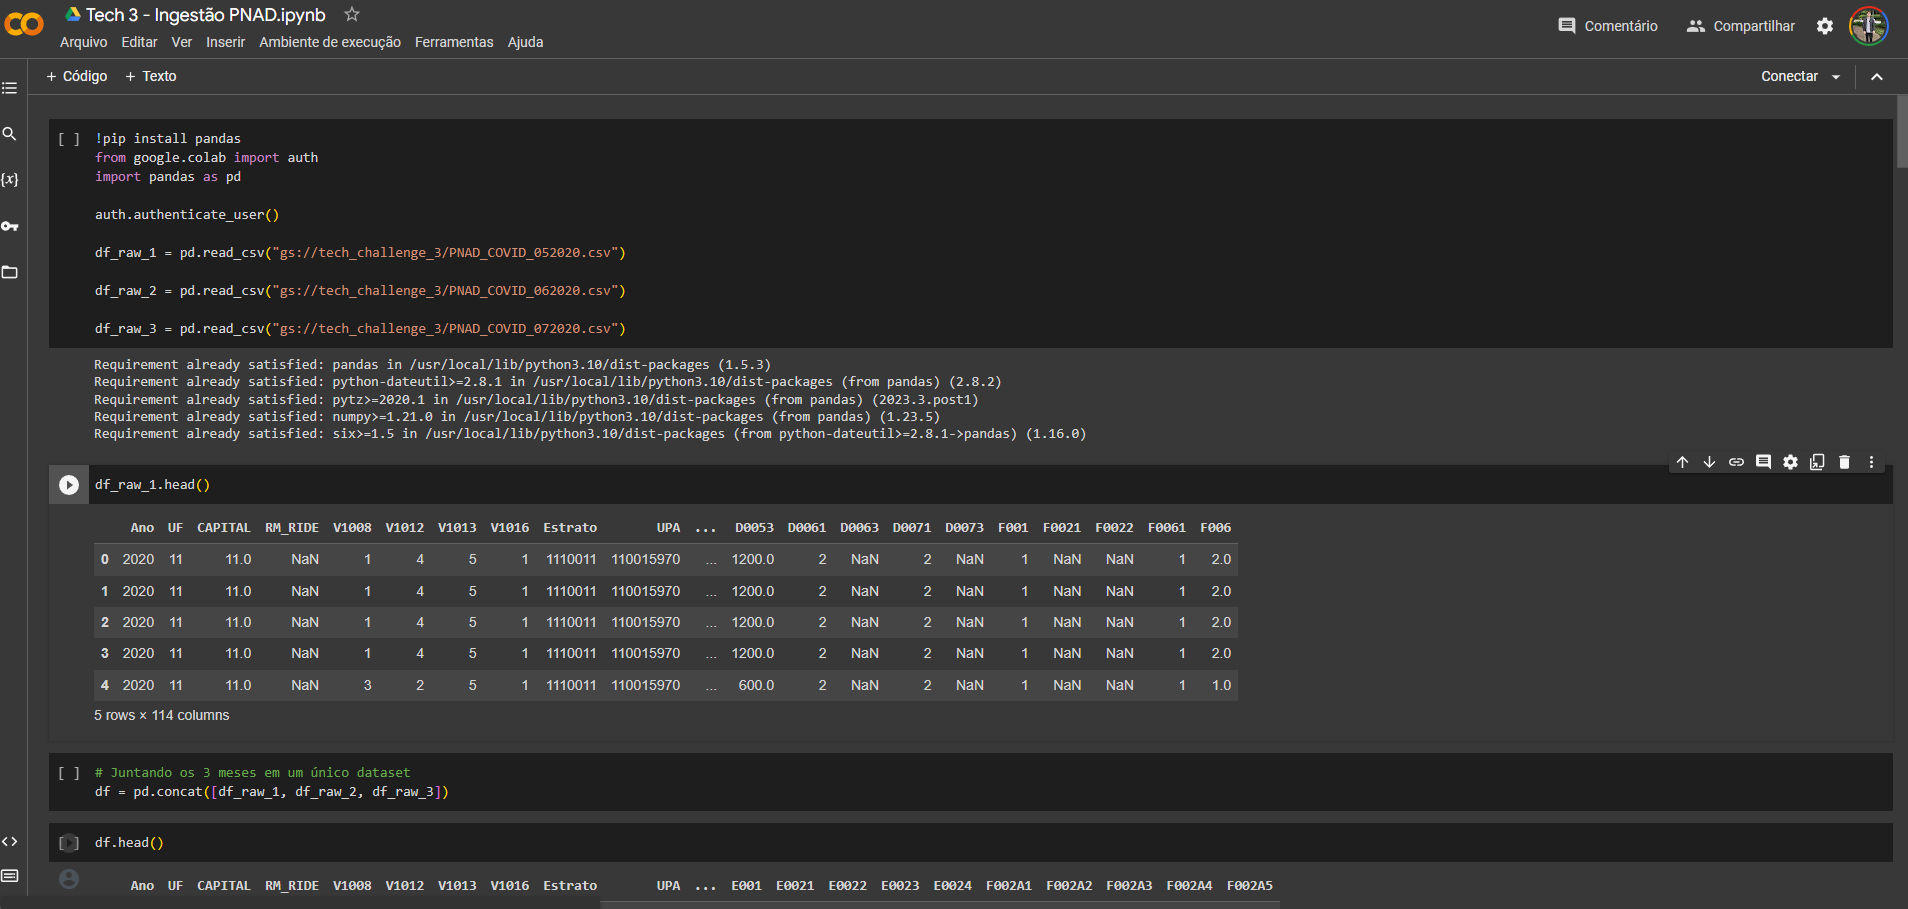 Tech 3 - Ingestão PNAD.ipynb
Arquivo Editar Ver Inserir Ambiente de execução Ferramentas Ajuda
Comentário Compartilhar
+ Código + Texto
Conectar
[ ] !pip install pandas
from google.colab import auth
import pandas as pd
auth.authenticate_user()
df_raw_1 = pd.read_csv("gs://tech_challenge_3/PNAD_COVID_052020.csv")
df_raw_2 = pd.read_csv("gs://tech_challenge_3/PNAD_COVID_062020.csv")
df_raw_3 = pd.read_csv("gs://tech_challenge_3/PNAD_COVID_072020.csv")
Requirement already satisfied: pandas in /usr/local/lib/python3.10/dist-packages (1.5.3)
Requirement already satisfied: python-dateutil>=2.8.1 in /usr/local/lib/python3.10/dist-packages (from pandas) (2.8.2)
Requirement already satisfied: pytz>=2020.1 in /usr/local/lib/python3.10/dist-packages (from pandas) (2023.3.post1)
Requirement already satisfied: numpy>=1.21.0 in /usr/local/lib/python3.10/dist-packages (from pandas) (1.23.5)
Requirement already satisfied: six>=1.5 in /usr/local/lib/python3.10/dist-packages (from python-dateutil>=2.8.1->pandas) (1.16.0)
df_raw_1.head()
Ano UF CAPITAL RM_RIDE V1008 V1012 V1013 V1016 Estrato UPA ... D0053 D0061 D0063 D0071 D0073 F001 F0021 F0022 F0061 F006
0 2020 11 11.0 NaN 1 4 5 1 1110011 110015970 ... 1200.0 2 NaN 2 NaN 1 NaN NaN 1 2.0
1 2020 11 11.0 NaN 1 4 5 1 1110011 110015970 ... 1200.0 2 NaN 2 NaN 1 NaN NaN 1 2.0
2 2020 11 11.0 NaN 1 4 5 1 1110011 110015970 ... 1200.0 2 NaN 2 NaN 1 NaN NaN 1 2.0
3 2020 11 11.0 NaN 1 4 5 1 1110011 110015970 ... 1200.0 2 NaN 2 NaN 1 NaN NaN 1 2.0
4 2020 11 11.0 NaN 3 2 5 1 1110011 110015970 ... 600.0 2 NaN 2 NaN 1 NaN NaN 1 1.0
5 rows × 114 columns
[ ] # Juntando os 3 meses em um único dataset
df = pd.concat([df_raw_1, df_raw_2, df_raw_3])
[ ] df.head()
Ano UF CAPITAL RM_RIDE V1008 V1012 V1013 V1016 Estrato UPA ... E001 E0021 E0022 E0023 E0024 F002A1 F002A2 F002A3 F002A4 F002A5